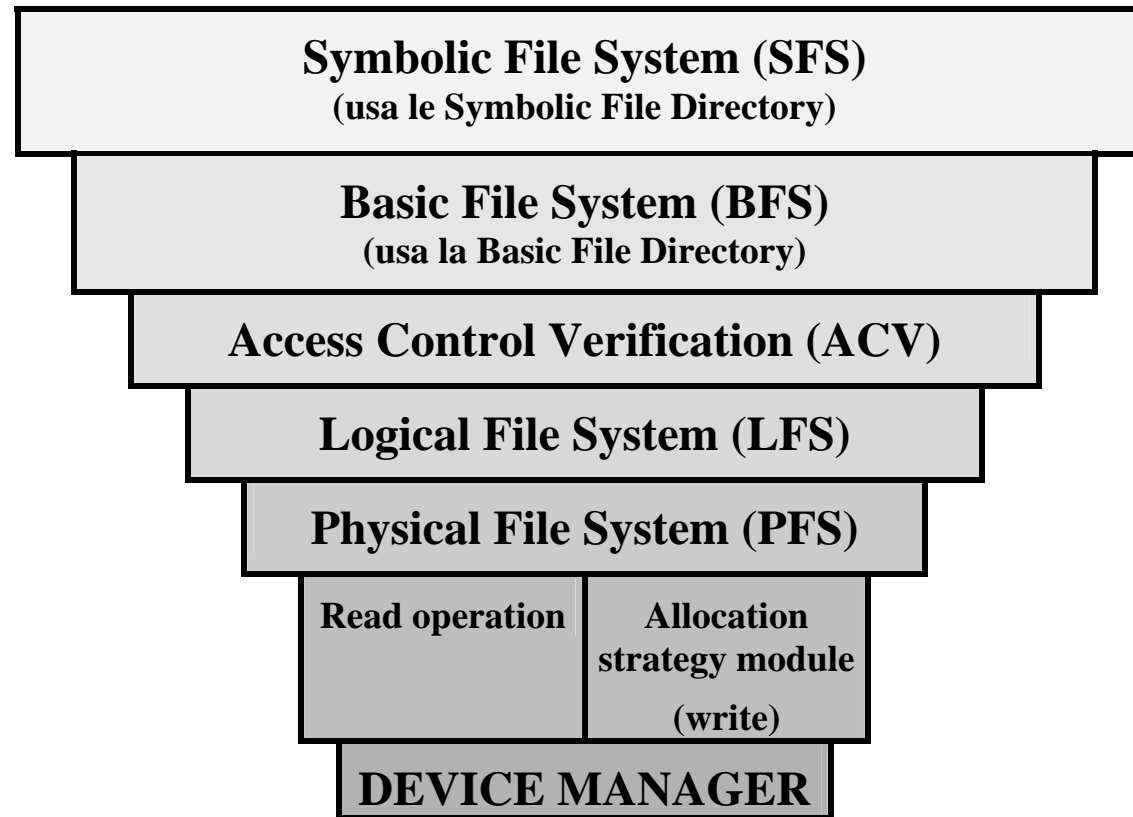 Symbolic File System (SFS)
(usa le Symbolic File Directory)
Basic File System (BFS)
(usa la Basic File Directory)
Access Control Verification (ACV)
Logical File System (LFS)
Physical File System (PFS)
Read operation
Allocation
strategy module
(write)
DEVICE MANAGER